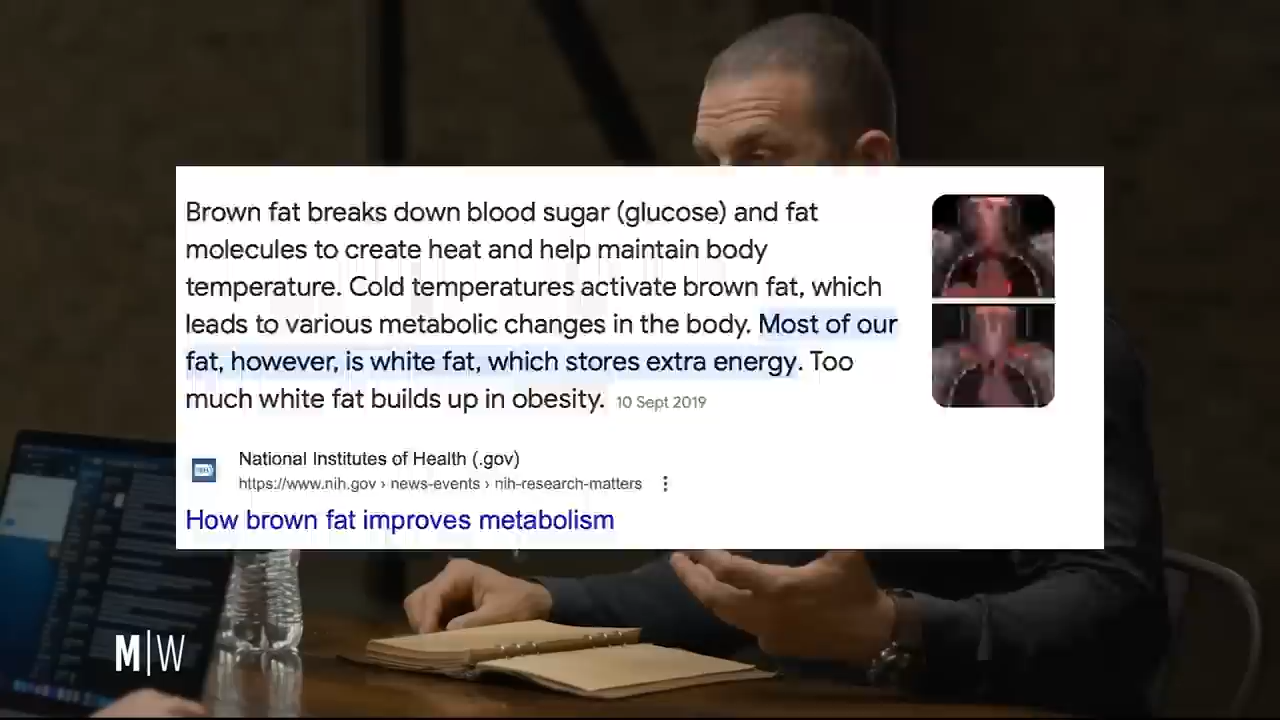 Brown fat breaks down blood sugar (glucose) and fat
molecules to create heat and help maintain body
temperature. Cold temperatures activate brown fat, which
leads to various metabolic changes in the body. Most of our
fat, however, is white fat, which stores extra energy. Too
much white fat builds up in obesity. 10 Sept 2019
National Institutes of Health (.gov)
https://www.nih.gov › news-events › nih-research-matters
How brown fat improves metabolism
M|W